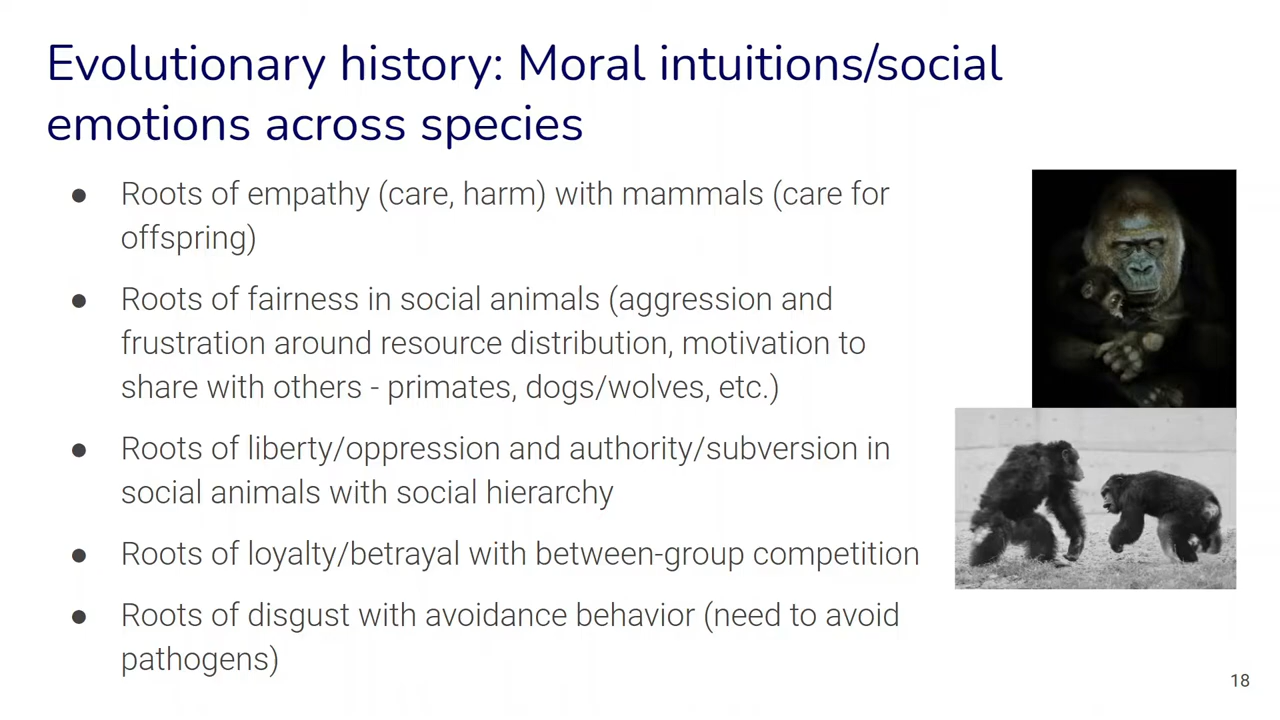 Evolutionary history: Moral intuitions/social
emotions across species
● Roots of empathy (care, harm) with mammals (care for
offspring)
● Roots of fairness in social animals (aggression and
frustration around resource distribution, motivation to
share with others - primates, dogs/wolves, etc.)
● Roots of liberty/oppression and authority/subversion in
social animals with social hierarchy
● Roots of loyalty/betrayal with between-group competition
● Roots of disgust with avoidance behavior (need to avoid
pathogens)
18